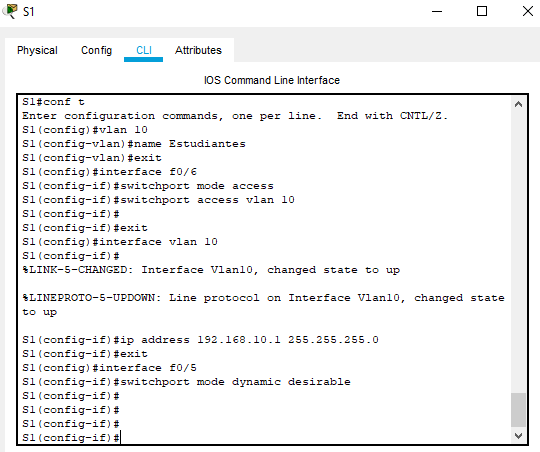 S1
Physical Config CLI Attributes
IOS Command Line Interface
S1#conf t
Enter configuration commands, one per line.  End with CNTL/Z.
S1(config)#vlan 10
S1(config-vlan)#name Estudiantes
S1(config-vlan)#exit
S1(config)#interface f0/6
S1(config-if)#switchport mode access
S1(config-if)#switchport access vlan 10
S1(config-if)#
S1(config-if)#exit
S1(config)#interface vlan 10
S1(config-if)#
%LINK-5-CHANGED: Interface Vlan10, changed state to up
%LINEPROTO-5-UPDOWN: Line protocol on Interface Vlan10, changed state
to up
S1(config-if)#ip address 192.168.10.1 255.255.255.0
S1(config-if)#exit
S1(config)#interface f0/5
S1(config-if)#switchport mode dynamic desirable
S1(config-if)#
S1(config-if)#
S1(config-if)#
S1(config-if)#